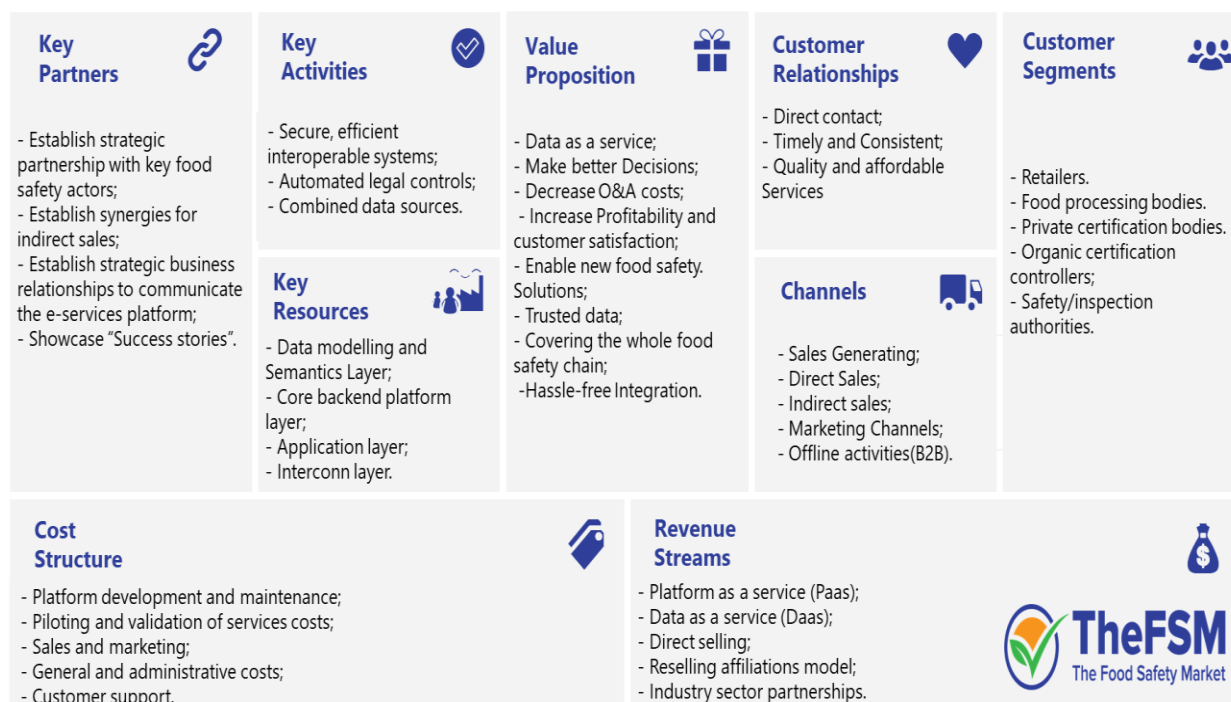 Key
Partners
- Establish strategic
partnership with key food
safety actors;
- Establish synergies for
indirect sales;
- Establish strategic business
relationships to communicate
the e-services platform;
- Showcase “Success stories”.
Key
Activities
- Secure, efficient
interoperable systems;
- Automated legal controls;
- Combined data sources.
Key
Resources
- Data modelling and
Semantics Layer;
- Core backend platform
layer;
- Application layer;
- Interconn layer.
Value
Proposition
- Data as a service;
- Make better Decisions;
- Decrease O&A costs;
- Increase Profitability and
customer satisfaction;
- Enable new food safety.
Solutions;
- Trusted data;
- Covering the whole food
safety chain;
-Hassle-free Integration.
Customer
Relationships
- Direct contact;
- Timely and Consistent;
- Quality and affordable
Services
Channels
- Sales Generating;
- Direct Sales;
- Indirect sales;
- Marketing Channels;
- Offline activities(B2B).
Customer
Segments
- Retailers.
- Food processing bodies.
- Private certification bodies.
- Organic certification
controllers;
- Safety/inspection
authorities.
Cost
Structure
- Platform development and maintenance;
- Piloting and validation of services costs;
- Sales and marketing;
- General and administrative costs;
- Customer support.
Revenue
Streams
- Platform as a service (Paas);
- Data as a service (Daas);
- Direct selling;
- Reselling affiliations model;
- Industry sector partnerships.
$
TheFSM
The Food Safety Market